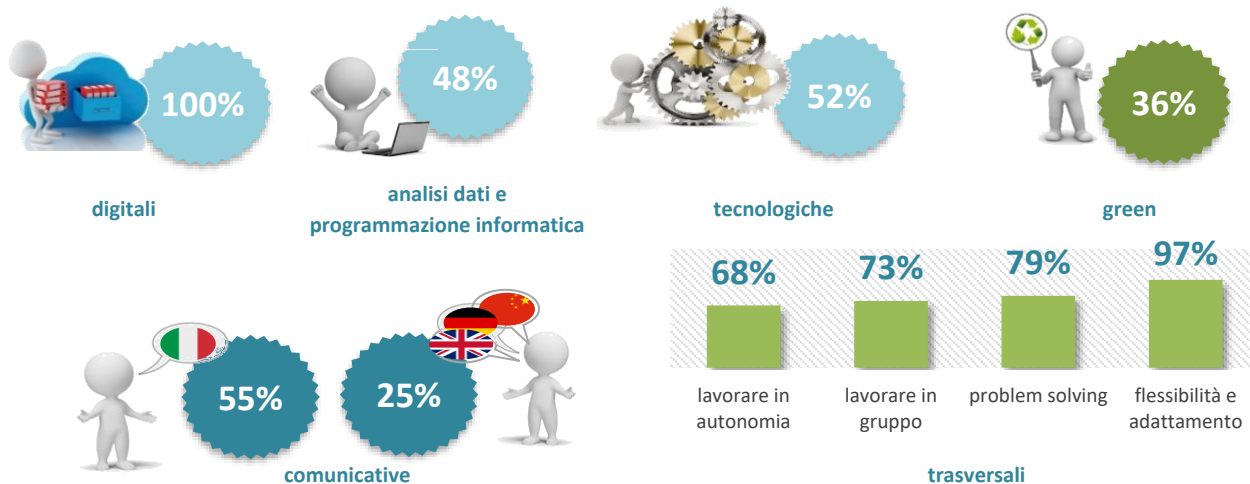 100%
48%
52%
36%
digitali
analisi dati e
programmazione informatica
tecnologiche
green
68%
73%
79%
97%
55%
25%
lavorare in
autonomia
lavorare in
gruppo
problem solving
flessibilità e
adattamento
comunicative
trasversali